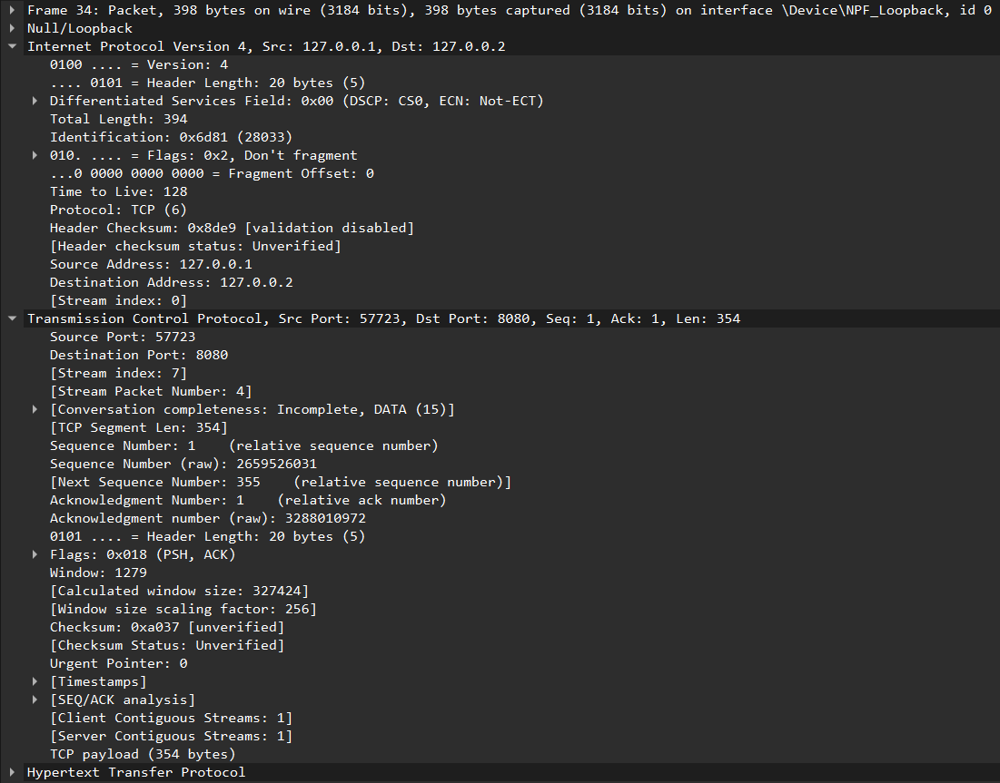 Frame 34: Packet, 398 bytes on wire (3184 bits), 398 bytes captured (3184 bits) on interface \Device\NPF_Loopback, id 0
Null/Loopback
Internet Protocol Version 4, Src: 127.0.0.1, Dst: 127.0.0.2
0100 .... = Version: 4
.... 0101 = Header Length: 20 bytes (5)
Differentiated Services Field: 0x00 (DSCP: CS0, ECN: Not-ECT)
Total Length: 394
Identification: 0x6d81 (28033)
010. .... = Flags: 0x2, Don't fragment
...0 0000 0000 0000 = Fragment Offset: 0
Time to Live: 128
Protocol: TCP (6)
Header Checksum: 0x8de9 [validation disabled]
[Header checksum status: Unverified]
Source Address: 127.0.0.1
Destination Address: 127.0.0.2
[Stream index: 0]
Transmission Control Protocol, Src Port: 57723, Dst Port: 8080, Seq: 1, Ack: 1, Len: 354
Source Port: 57723
Destination Port: 8080
[Stream index: 7]
[Stream Packet Number: 4]
[Conversation completeness: Incomplete, DATA (15)]
[TCP Segment Len: 354]
Sequence Number: 1    (relative sequence number)
Sequence Number (raw): 2659526031
[Next Sequence Number: 355    (relative sequence number)]
Acknowledgment Number: 1    (relative ack number)
Acknowledgment number (raw): 3288010972
0101 .... = Header Length: 20 bytes (5)
Flags: 0x018 (PSH, ACK)
Window: 1279
[Calculated window size: 327424]
[Window size scaling factor: 256]
Checksum: 0xa037 [unverified]
[Checksum Status: Unverified]
Urgent Pointer: 0
[Timestamps]
[SEQ/ACK analysis]
[Client Contiguous Streams: 1]
[Server Contiguous Streams: 1]
TCP payload (354 bytes)
Hypertext Transfer Protocol